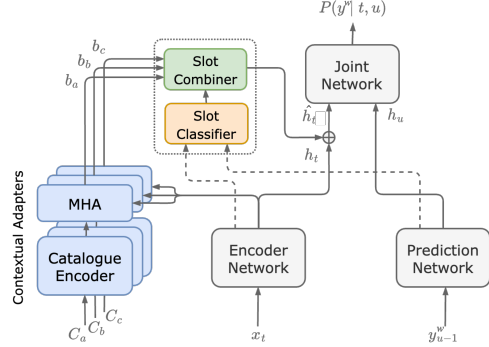 P(y^w | t, u)
b_c
b_b
b_a
Slot
Combiner
Joint
Network
Slot
Classifier
ĥ_t
h_u
h_t
MHA
Contextual Adapters
Catalogue
Encoder
Encoder
Network
Prediction
Network
C_a
C_b
C_c
x_t
y^w_{u-1}